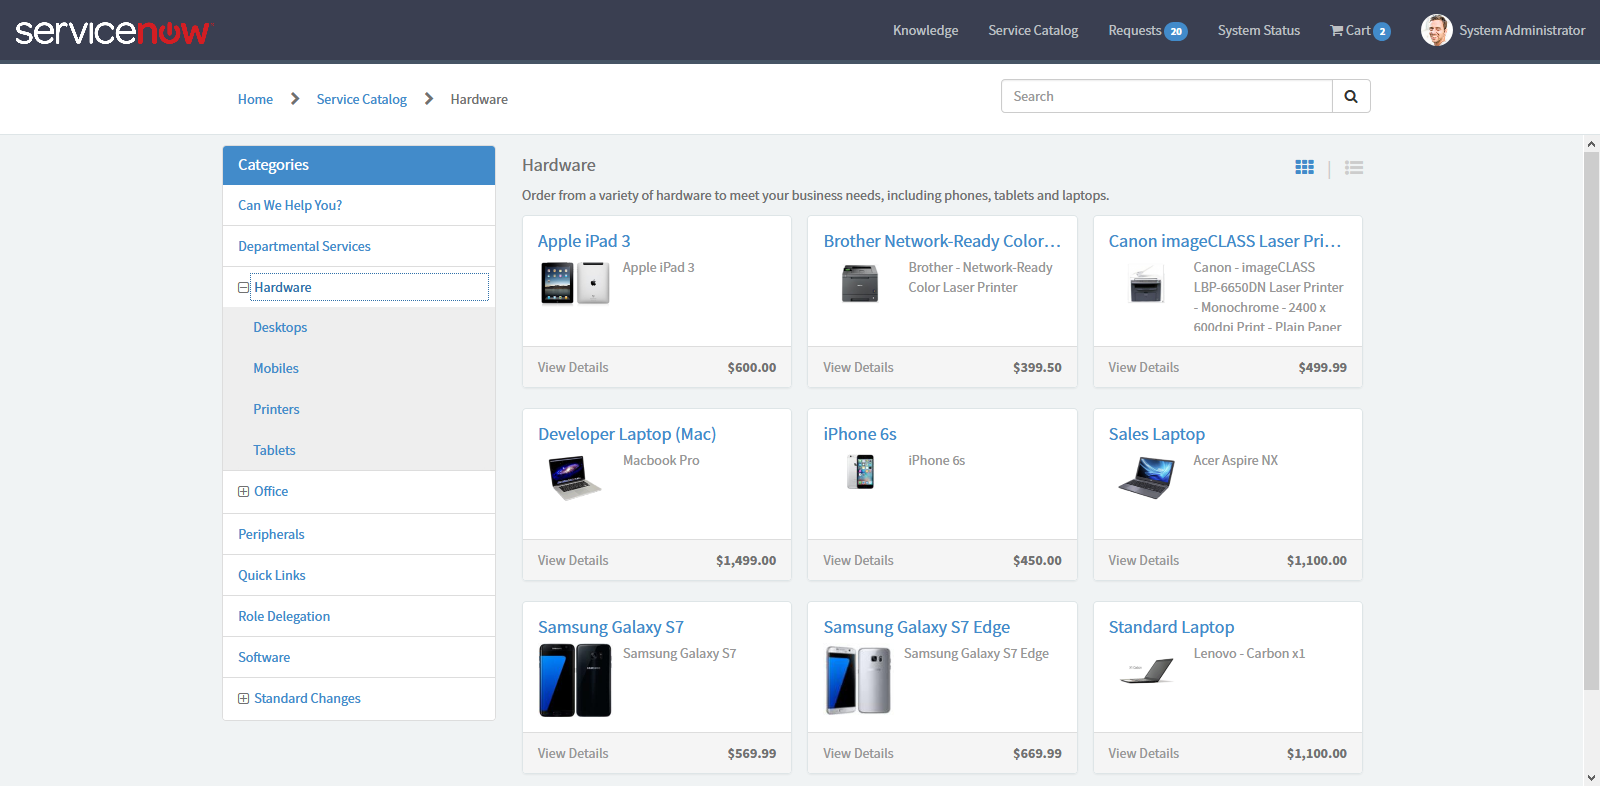 servicenow
Knowledge
Service Catalog
Requests 20
System Status
Cart 2
System Administrator
Home
Service Catalog
Hardware
Search
Categories
Can We Help You?
Departmental Services
Hardware
Desktops
Mobiles
Printers
Tablets
Office
Peripherals
Quick Links
Role Delegation
Software
Standard Changes
Hardware
Order from a variety of hardware to meet your business needs, including phones, tablets and laptops.
Apple iPad 3
Apple iPad 3
View Details
$600.00
Brother Network-Ready Color...
Brother - Network-Ready
Color Laser Printer
View Details
$399.50
Canon imageCLASS Laser Pri...
Canon - imageCLASS
LBP-6650DN Laser Printer
- Monochrome - 2400 x
600dpi Print - Plain Paper
View Details
$499.99
Developer Laptop (Mac)
Macbook Pro
View Details
$1,499.00
iPhone 6s
iPhone 6s
View Details
$450.00
Sales Laptop
Acer Aspire NX
View Details
$1,100.00
Samsung Galaxy S7
Samsung Galaxy S7
View Details
$569.99
Samsung Galaxy S7 Edge
Samsung Galaxy S7 Edge
View Details
$669.99
Standard Laptop
Lenovo - Carbon x1
View Details
$1,100.00